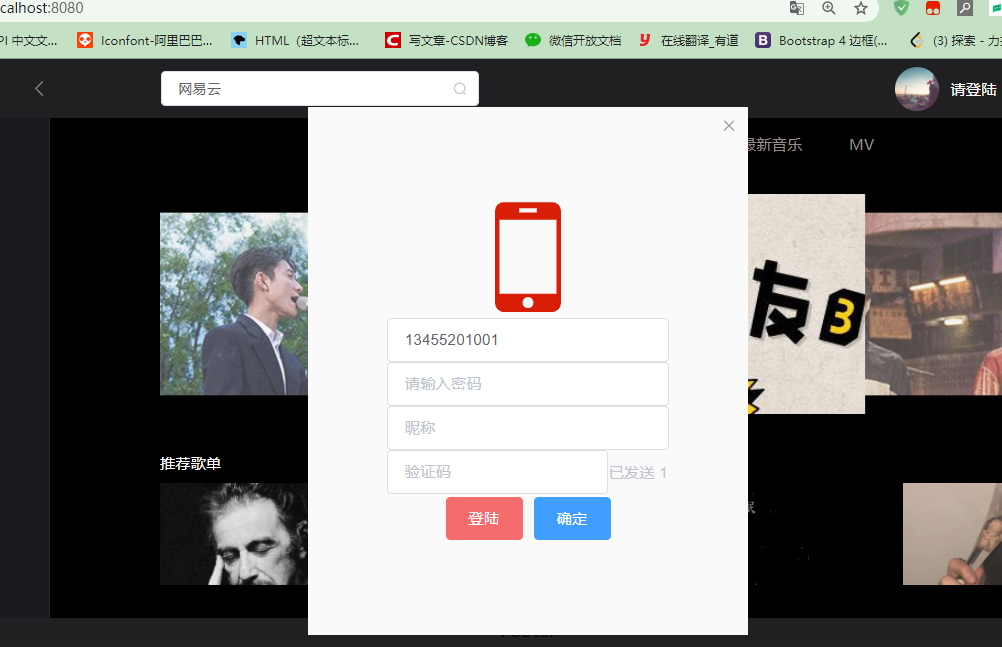 calhost:8080
PI 中文文...
Iconfont-阿里巴巴...
HTML（超文本标...
写文章-CSDN博客
微信开放文档
在线翻译_有道
Bootstrap 4 边框(...
(3) 探索 - 力扣
网易云
请登陆
最新音乐
MV
友
3
13455201001
请输入密码
昵称
验证码
已发送 1
登陆
确定
推荐歌单